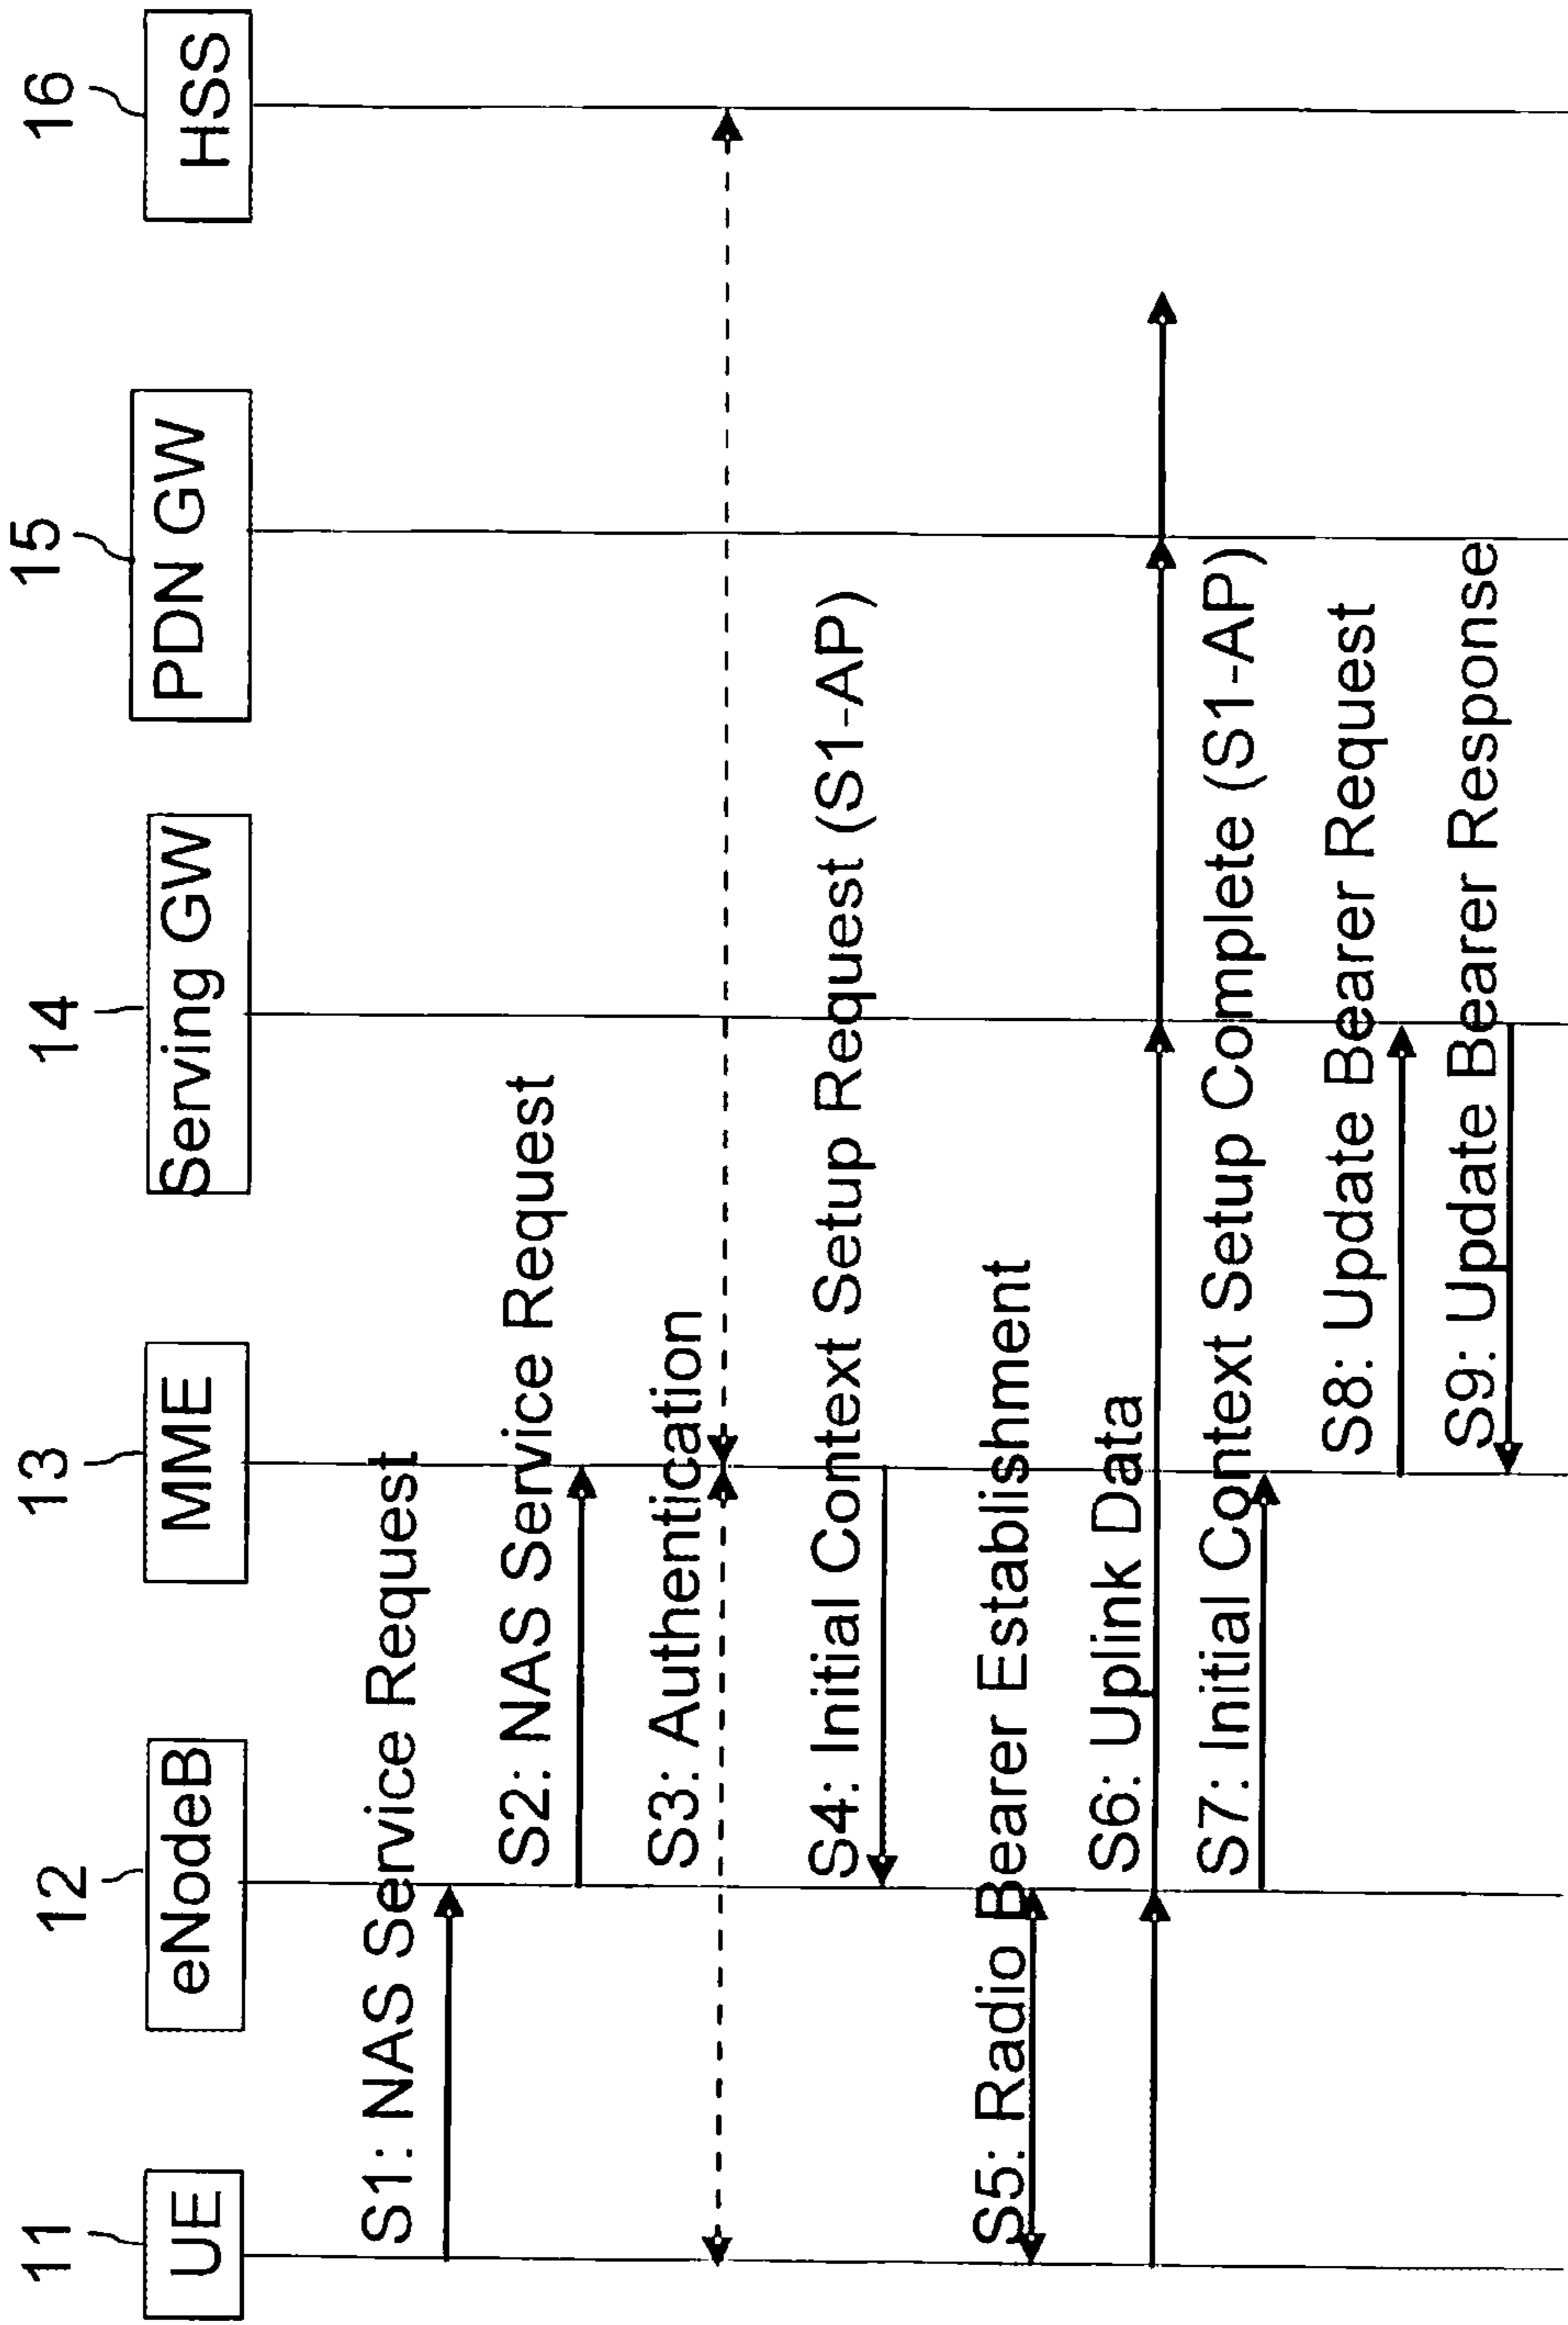 11
12
13
14
15
16
UE
eNodeB
MME
Serving GW
PDN GW
HSS
S1: NAS Service Request
S2: NAS Service Request
S3: Authentication
S4: Initial Context Setup Request (S1-AP)
S5: Radio Bearer Establishment
S6: Uplink Data
S7: Initial Context Setup Complete (S1-AP)
S8: Update Bearer Request
S9: Update Bearer Response